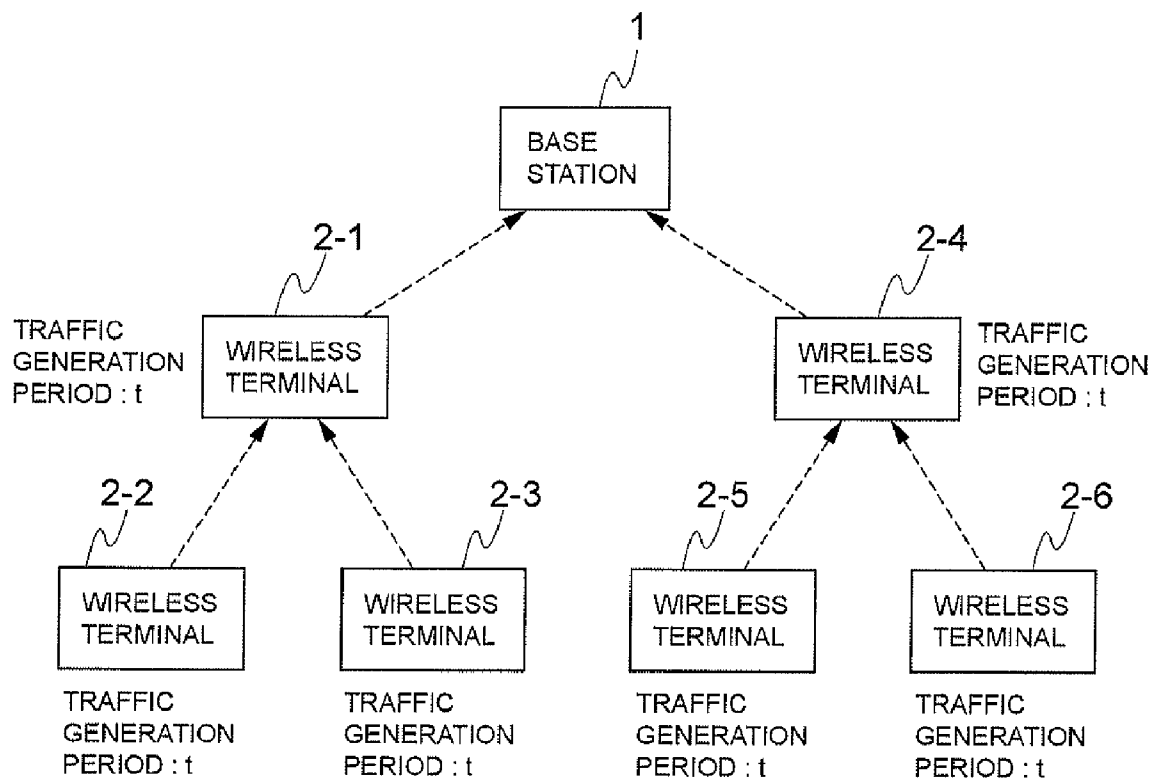 1
BASE
STATION
2-1
2-4
TRAFFIC
GENERATION
PERIOD : t
WIRELESS
TERMINAL
WIRELESS
TERMINAL
TRAFFIC
GENERATION
PERIOD : t
2-2
2-3
2-5
2-6
WIRELESS
TERMINAL
WIRELESS
TERMINAL
WIRELESS
TERMINAL
WIRELESS
TERMINAL
TRAFFIC
GENERATION
PERIOD : t
TRAFFIC
GENERATION
PERIOD : t
TRAFFIC
GENERATION
PERIOD : t
TRAFFIC
GENERATION
PERIOD : t